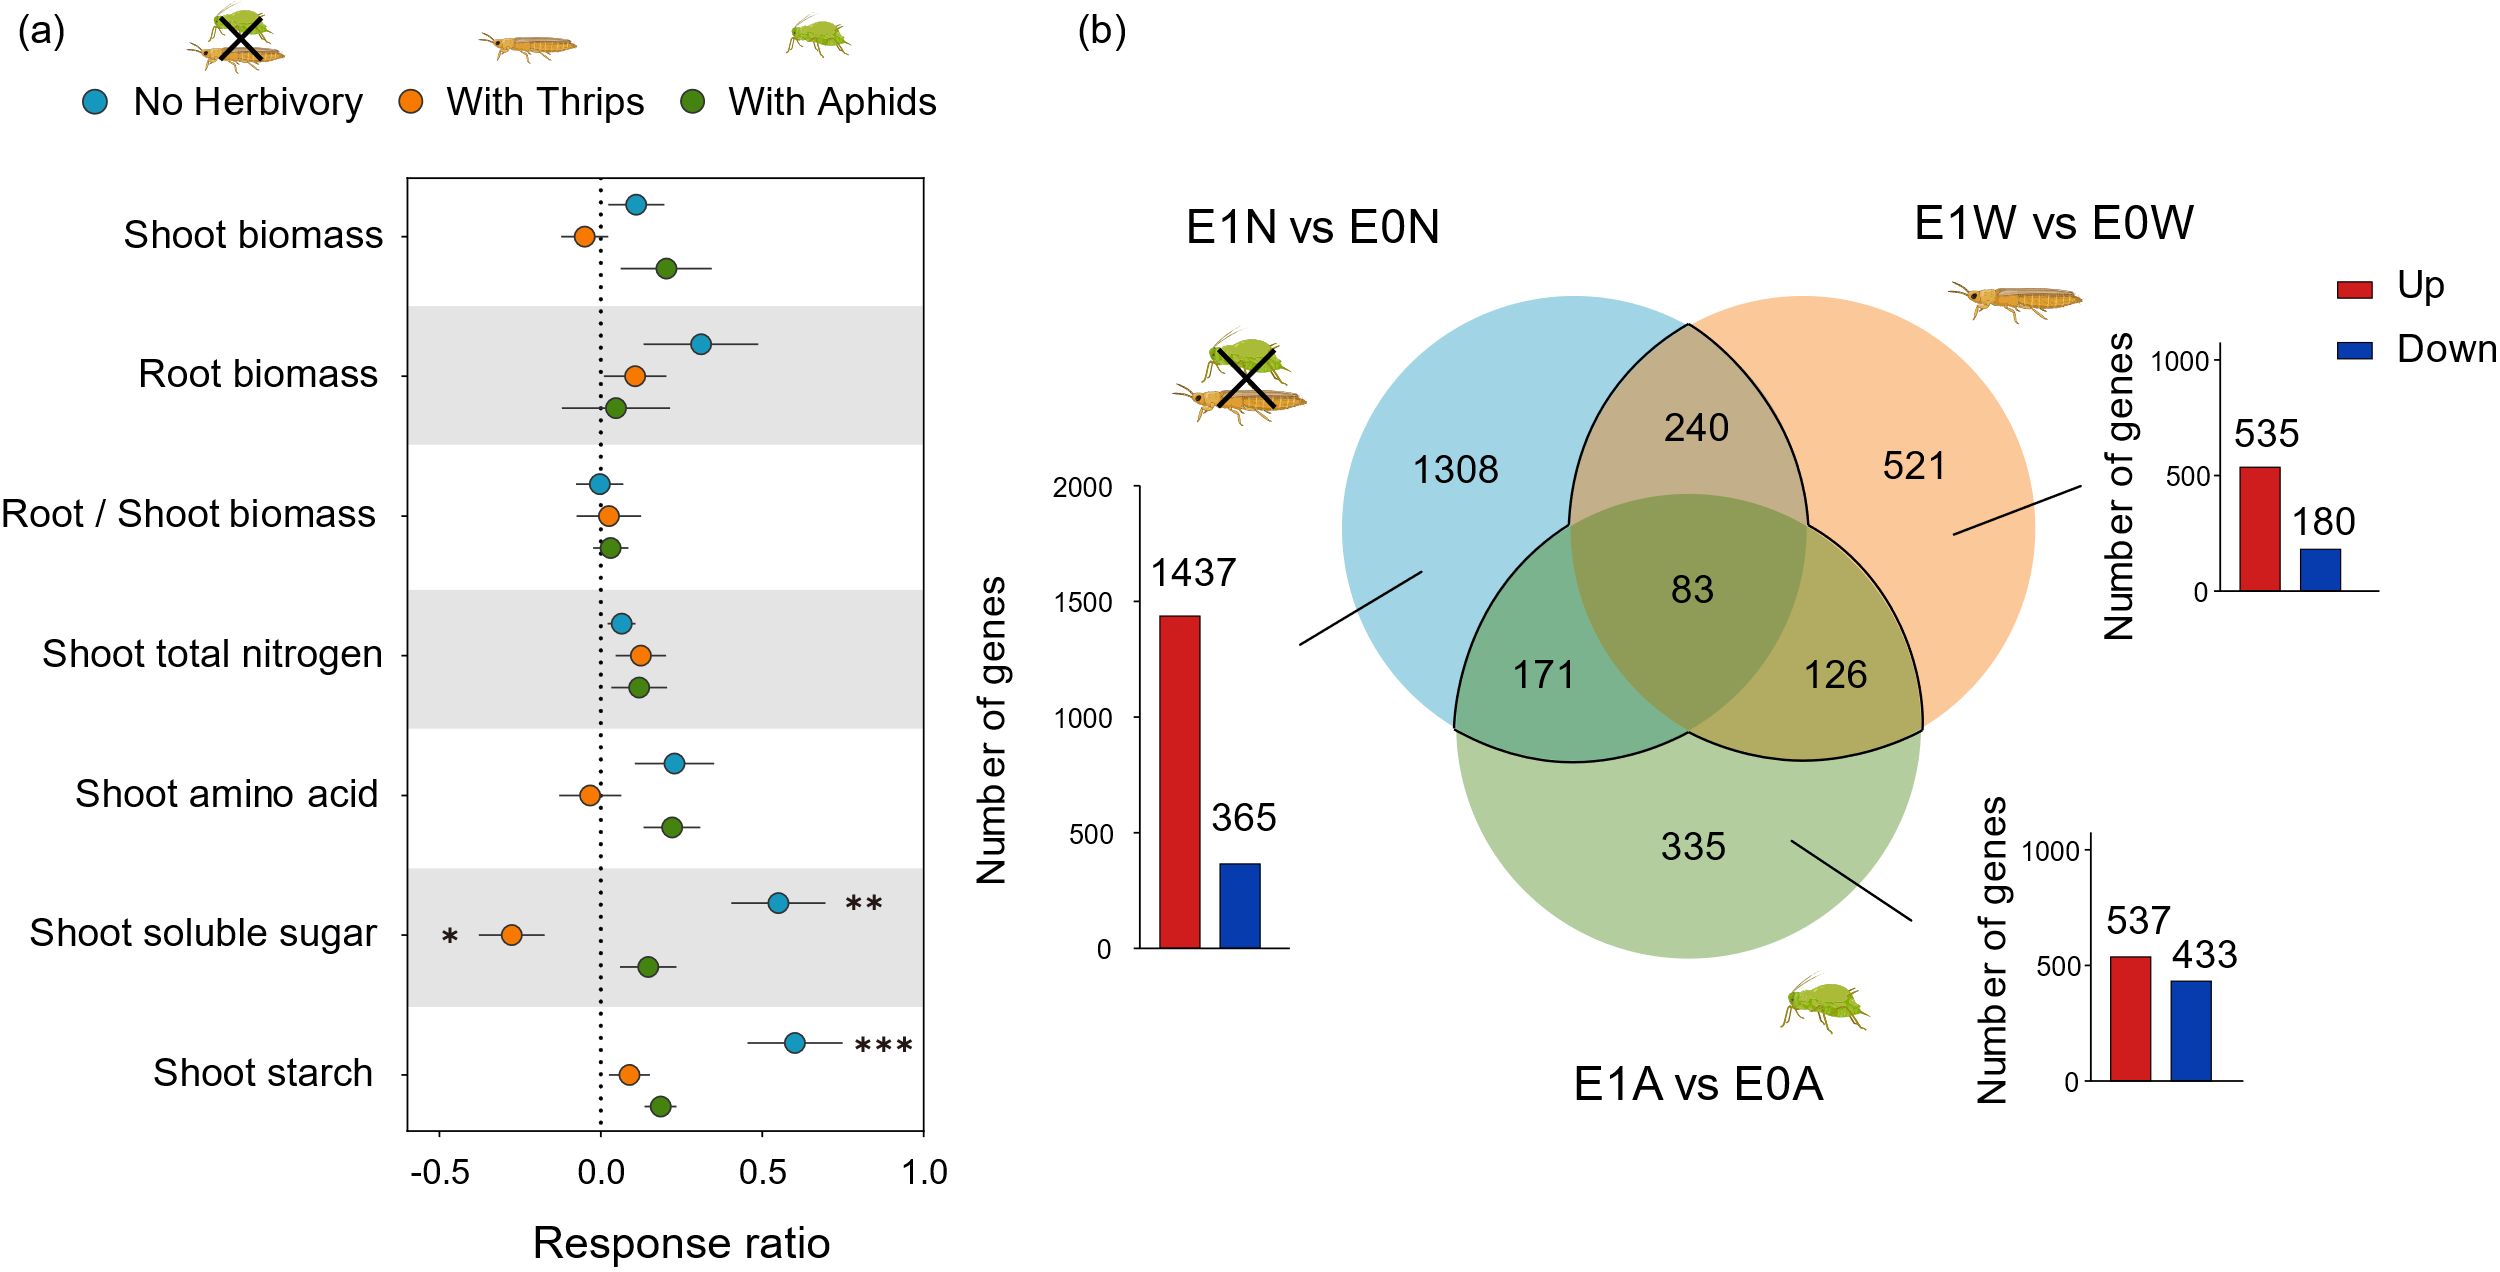 (a)
No Herbivory
With Thrips
With Aphids
Shoot biomass
Root biomass
Root / Shoot biomass
Shoot total nitrogen
Shoot amino acid
Shoot soluble sugar
Shoot starch
**
*
***
-0.5
0.0
0.5
1.0
Response ratio
(b)
E1N vs E0N
E1W vs E0W
E1A vs E0A
Up
Down
1308
240
521
83
171
126
335
Number of genes
2000
1500
1000
500
0
1437
365
Number of genes
1000
500
0
535
180
Number of genes
1000
500
0
537
433